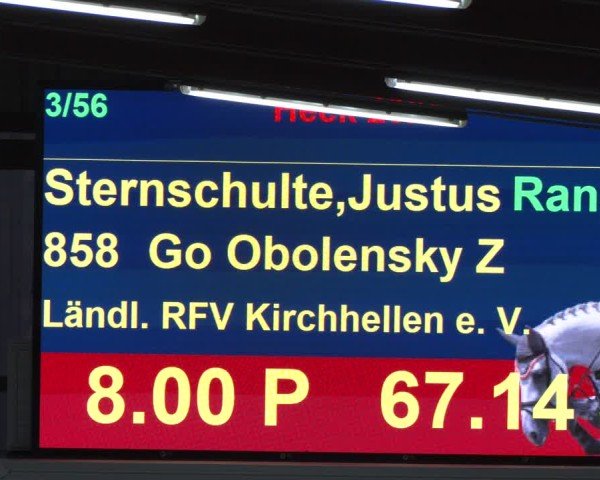 3/56
Sternschulte,Justus Ran
858 Go Obolensky Z
Ländl. RFV Kirchhellen e. V.
8.00 P 67.14